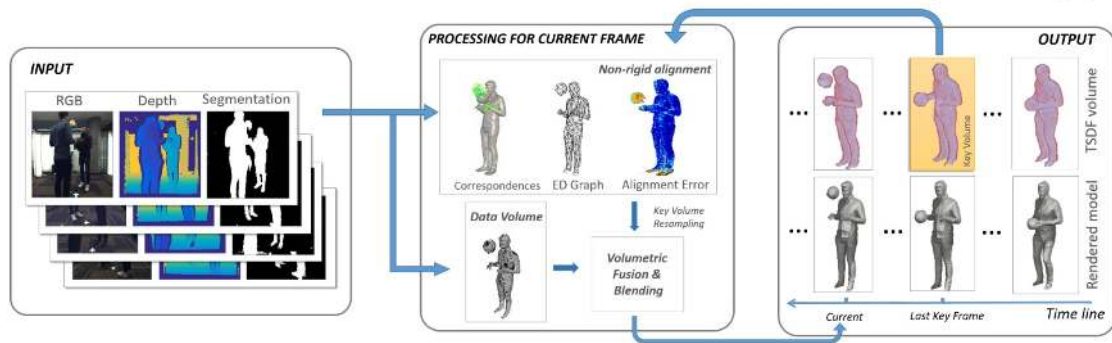 INPUT
RGB
Depth
Segmentation
PROCESSING FOR CURRENT FRAME
Non-rigid alignment
Correspondences
ED Graph
Alignment Error
Data Volume
Key Volume
Resampling
Volumetric
Fusion &
Blending
OUTPUT
...
...
...
Key Volume
TSDF volume
...
...
...
Rendered model
Current
Last Key Frame
Time line